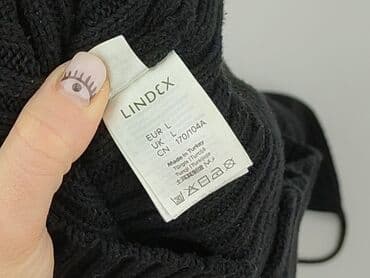 LINDEX
EUR L
UK L
CN 170/104A
Made in Turkey